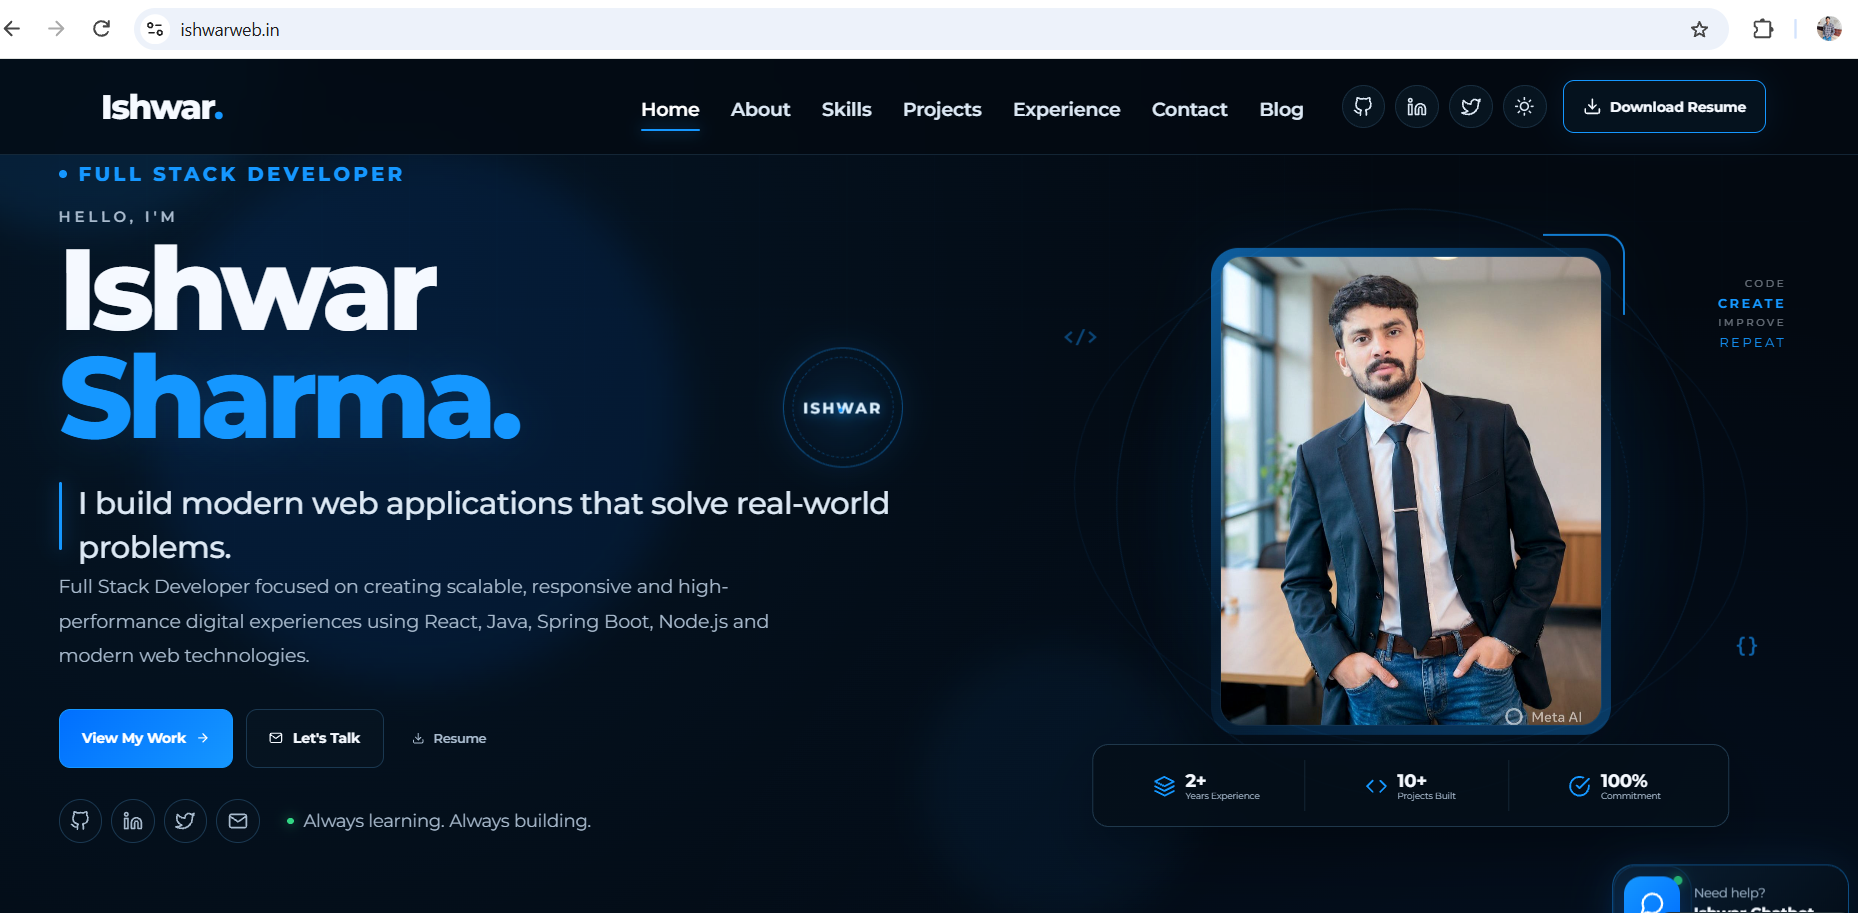 ishwarweb.in
Ishwar.
Home About Skills Projects Experience Contact Blog
Download Resume
FULL STACK DEVELOPER
HELLO, I'M
Ishwar
Sharma.
ISHWAR
I build modern web applications that solve real-world
problems.
Full Stack Developer focused on creating scalable, responsive and high-
performance digital experiences using React, Java, Spring Boot, Node.js and
modern web technologies.
View My Work →
Let's Talk
Resume
Always learning. Always building.
</>
CODE
CREATE
IMPROVE
REPEAT
{}
Meta AI
2+
Years Experience
10+
Projects Built
100%
Commitment
Need help?
Ishwar Chatbot